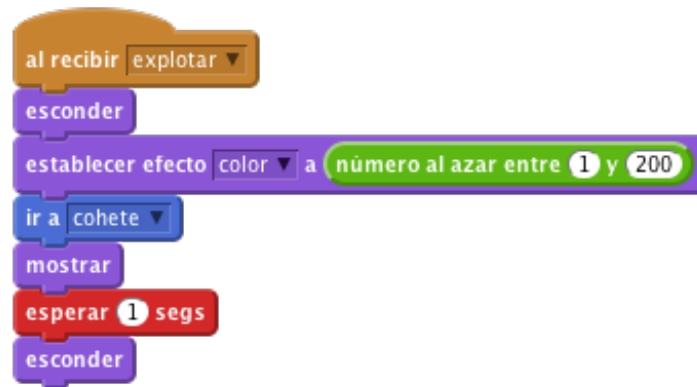 al recibir explotar
esconder
establecer efecto color a número al azar entre 1 y 200
ir a cohete
mostrar
esperar 1 segs
esconder